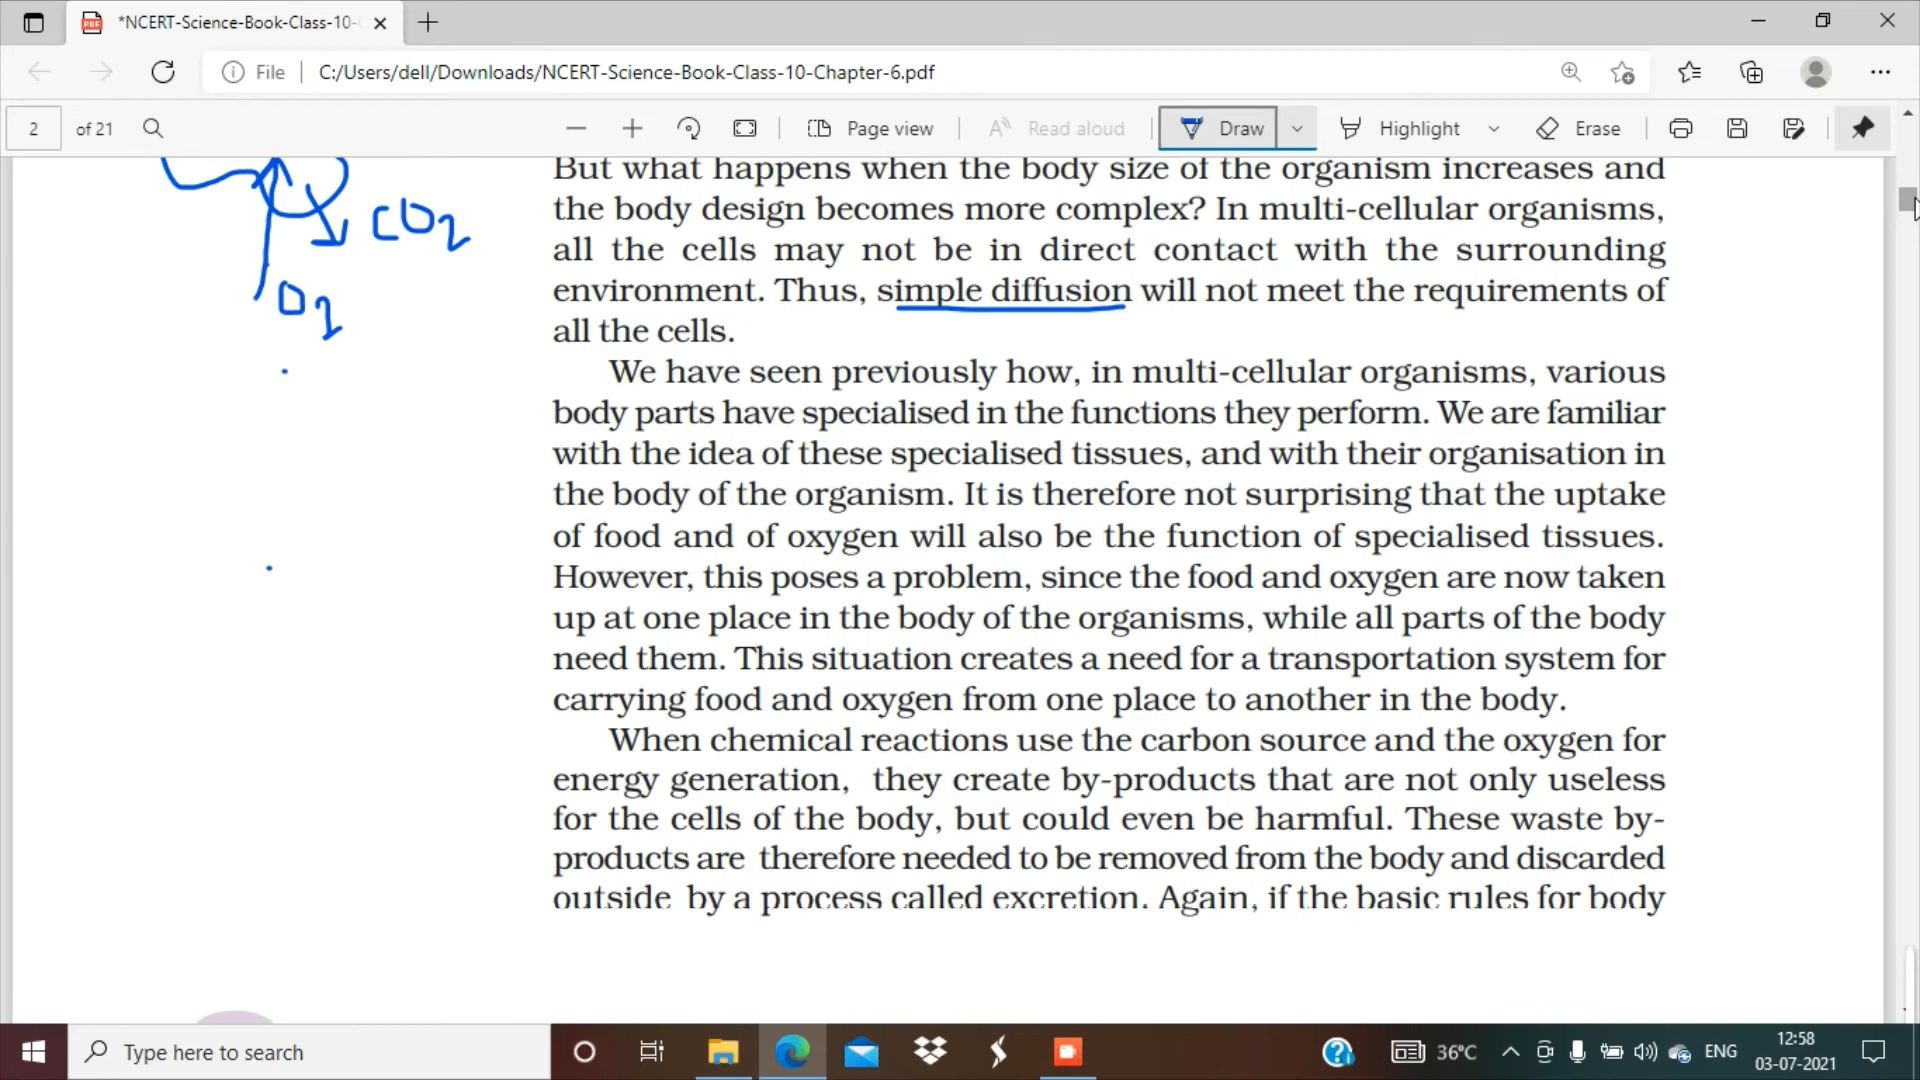 *NCERT-Science-Book-Class-10-
File
C:/Users/dell/Downloads/NCERT-Science-Book-Class-10-Chapter-6.pdf
2
of 21
Page view
Read aloud
Draw
Highlight
Erase
But what happens when the body size of the organism increases and
the body design becomes more complex? In multi-cellular organisms,
all the cells may not be in direct contact with the surrounding
environment. Thus, simple diffusion will not meet the requirements of
all the cells.
CO2
O2
We have seen previously how, in multi-cellular organisms, various
body parts have specialised in the functions they perform. We are familiar
with the idea of these specialised tissues, and with their organisation in
the body of the organism. It is therefore not surprising that the uptake
of food and of oxygen will also be the function of specialised tissues.
However, this poses a problem, since the food and oxygen are now taken
up at one place in the body of the organisms, while all parts of the body
need them. This situation creates a need for a transportation system for
carrying food and oxygen from one place to another in the body.
When chemical reactions use the carbon source and the oxygen for
energy generation, they create by-products that are not only useless
for the cells of the body, but could even be harmful. These waste by-
products are therefore needed to be removed from the body and discarded
outside by a process called excretion. Again, if the basic rules for body
Type here to search
36°C
ENG
12:58
03-07-2021